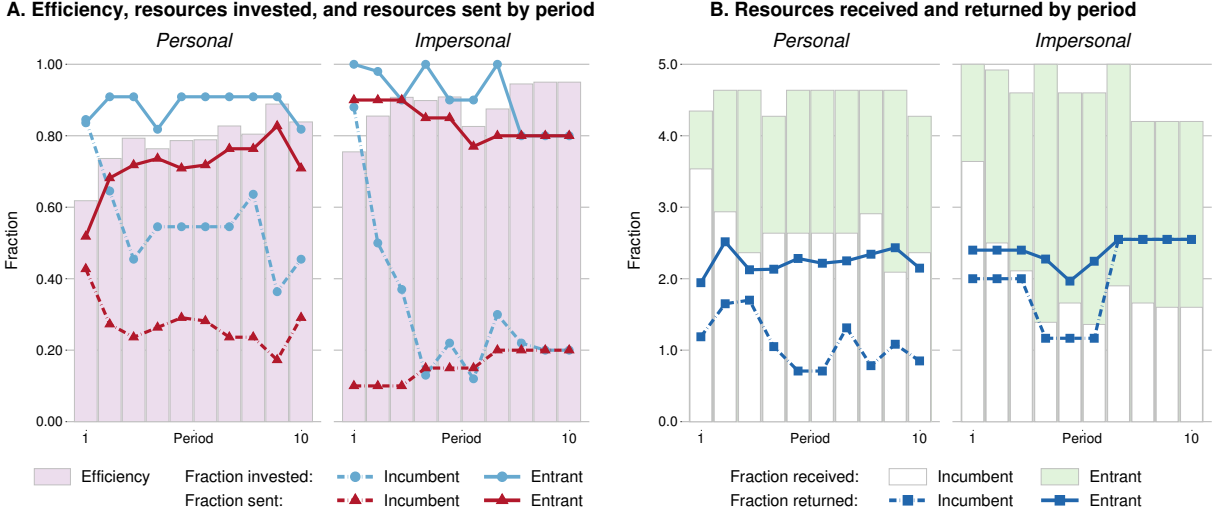 A. Efficiency, resources invested, and resources sent by period
Personal
Impersonal
Fraction
1.00
0.80
0.60
0.40
0.20
0.00
1
Period
10
1
Period
10
Efficiency
Fraction invested:
Incumbent
Entrant
Fraction sent:
Incumbent
Entrant
B. Resources received and returned by period
Personal
Impersonal
Fraction
5.0
4.0
3.0
2.0
1.0
0.0
1
Period
10
1
Period
10
Fraction received:
Incumbent
Entrant
Fraction returned:
Incumbent
Entrant